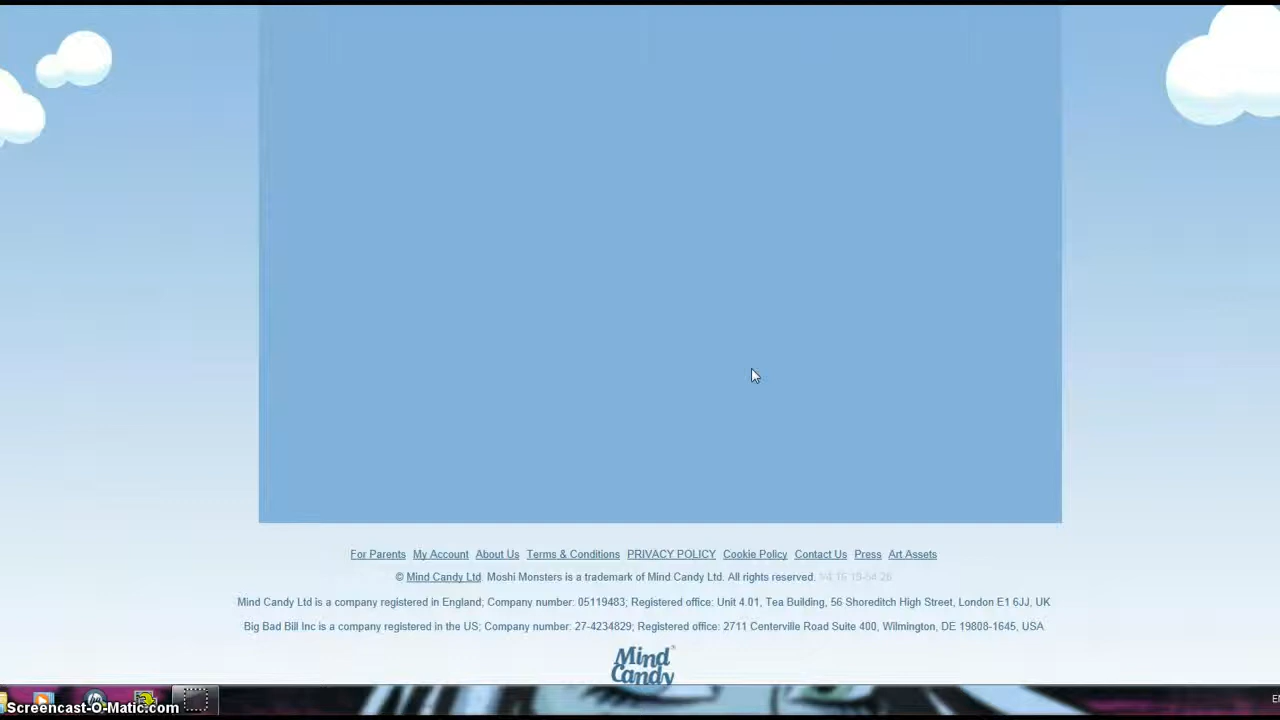 For Parents My Account About Us Terms & Conditions PRIVACY POLICY Cookie Policy Contact Us Press Art Assets
© Mind Candy Ltd. Moshi Monsters is a trademark of Mind Candy Ltd. All rights reserved.
Mind Candy Ltd is a company registered in England; Company number: 05119483; Registered office: Unit 4.01, Tea Building, 56 Shoreditch High Street, London E1 6JJ, UK
Big Bad Bill Inc is a company registered in the US; Company number: 27-4234829; Registered office: 2711 Centerville Road Suite 400, Wilmington, DE 19808-1645, USA
Mind
Candy
Screencast-O-Matic.com